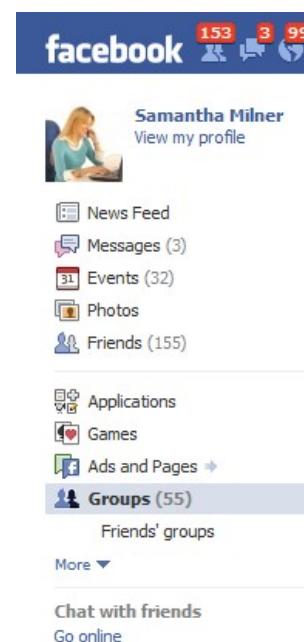 facebook 153 3 99
Samantha Milner
View my profile
News Feed
Messages (3)
31 Events (32)
Photos
Friends (155)
Applications
Games
Ads and Pages
Groups (55)
Friends' groups
More
Chat with friends
Go online